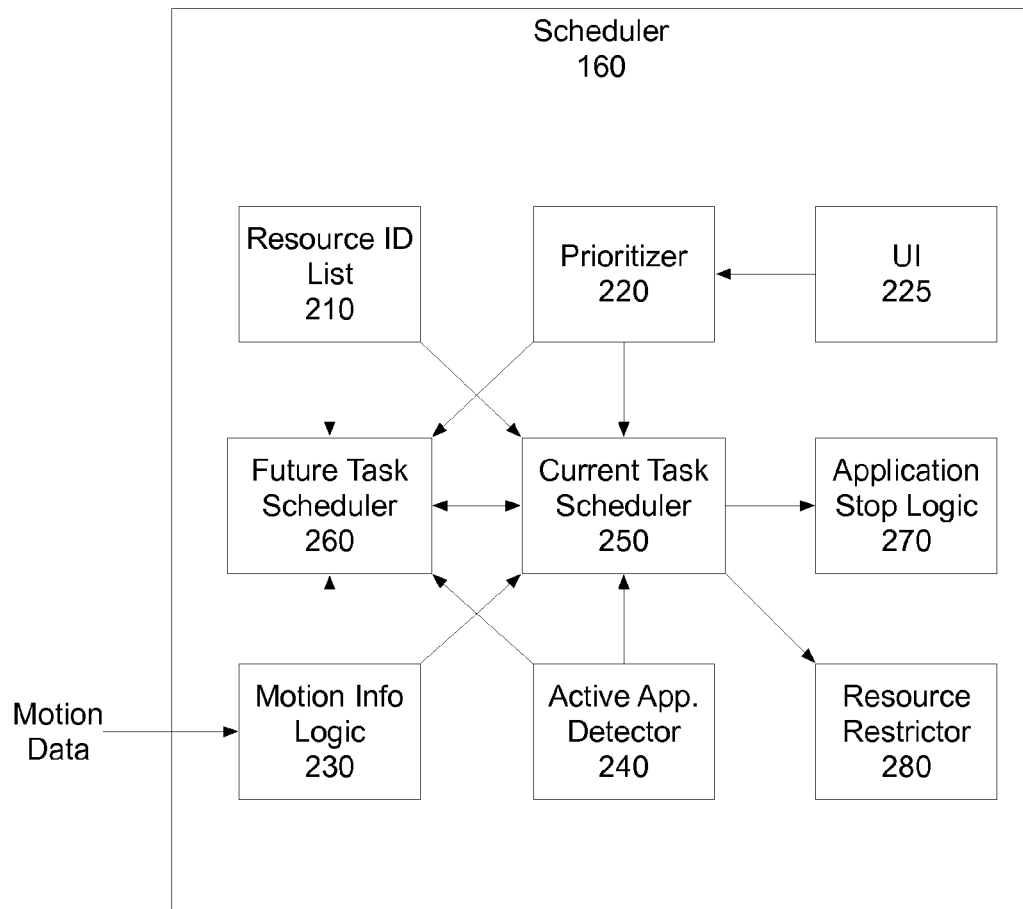 Scheduler
160
Resource ID
List
210
Prioritizer
220
UI
225
Future Task
Scheduler
260
Current Task
Scheduler
250
Application
Stop Logic
270
Motion
Data
Motion Info
Logic
230
Active App.
Detector
240
Resource
Restrictor
280